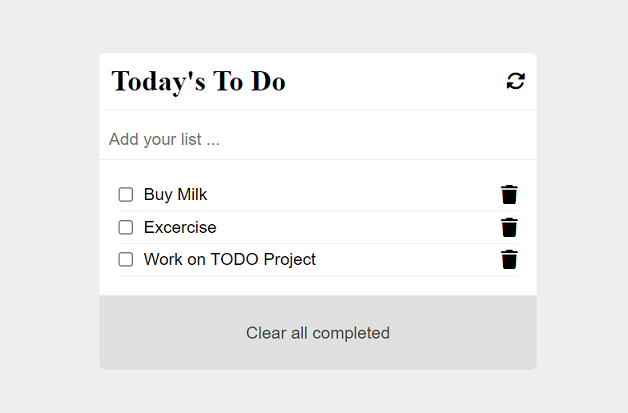 Today's To Do
Add your list ...
Buy Milk
Excercise
Work on TODO Project
Clear all completed